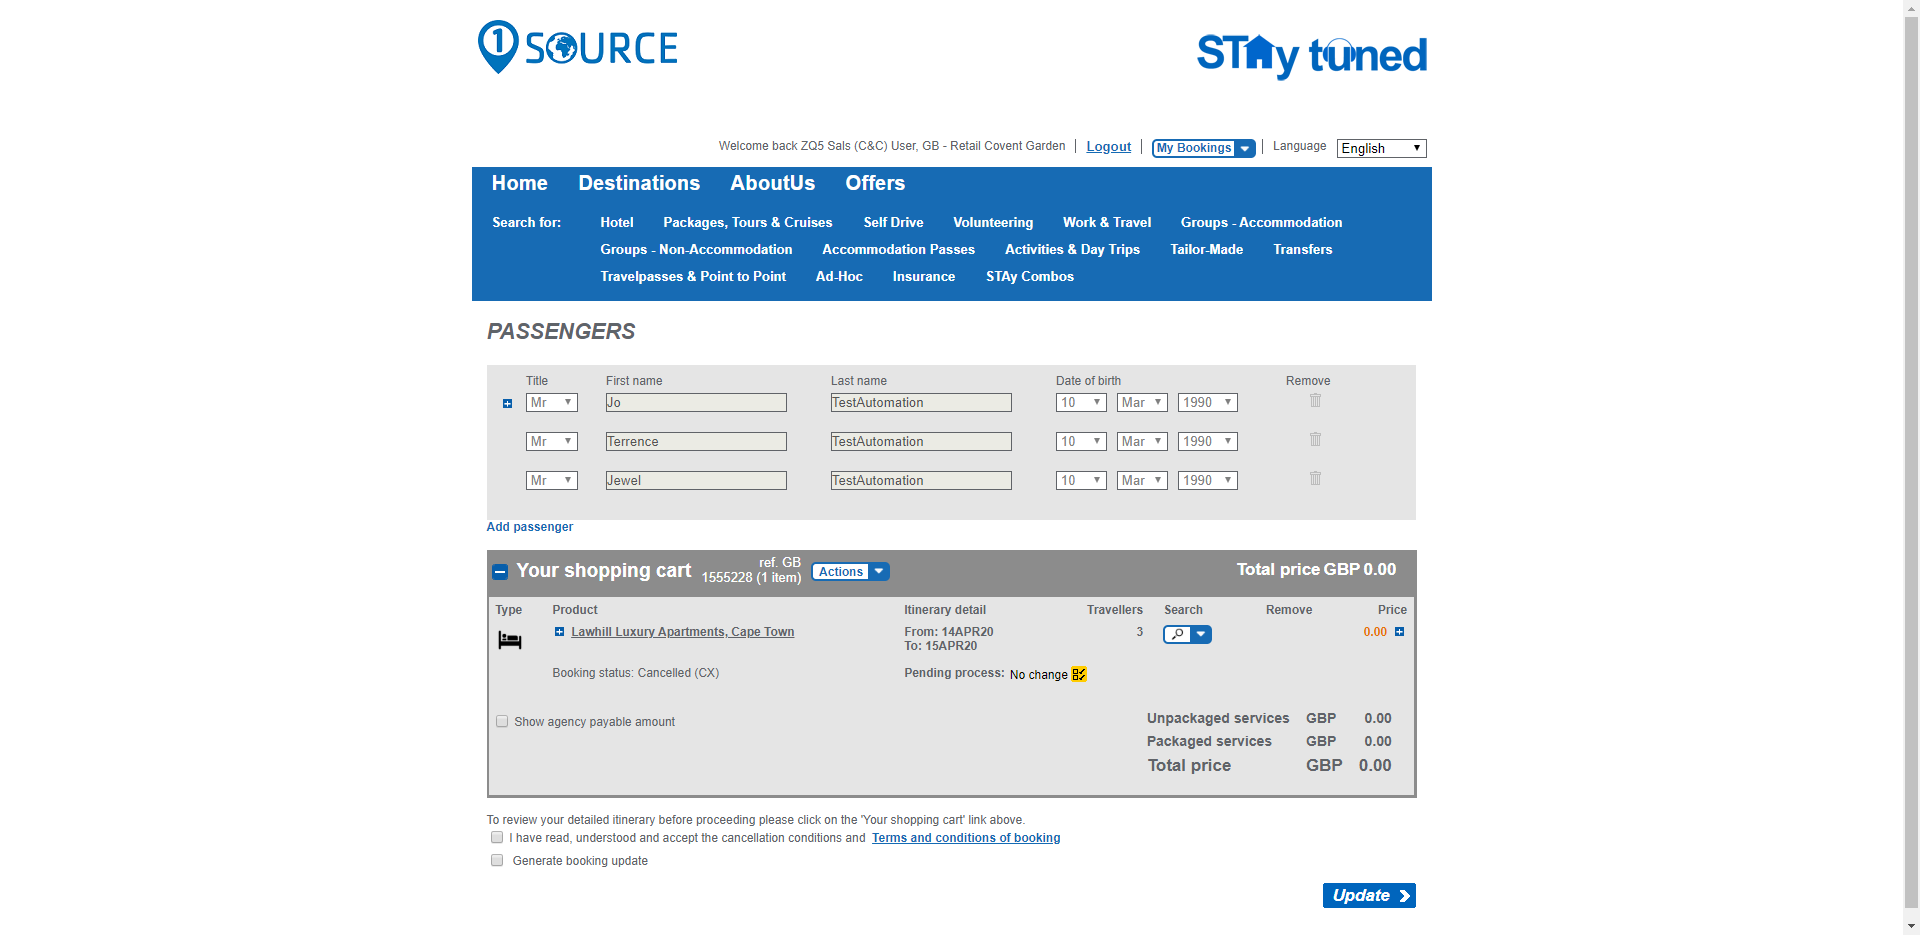 1 SOURCE
STAy tuned
Welcome back ZQ5 Sals (C&C) User, GB - Retail Covent Garden Logout My Bookings Language English
Home Destinations AboutUs Offers
Search for: Hotel Packages, Tours & Cruises Self Drive Volunteering Work & Travel Groups - Accommodation
Groups - Non-Accommodation Accommodation Passes Activities & Day Trips Tailor-Made Transfers
Travelpasses & Point to Point Ad-Hoc Insurance STAy Combos
PASSENGERS
Title First name Last name Date of birth Remove
Mr Jo TestAutomation 10 Mar 1990
Mr Terrence TestAutomation 10 Mar 1990
Mr Jewel TestAutomation 10 Mar 1990
Add passenger
Your shopping cart ref. GB 1555228 (1 item) Actions Total price GBP 0.00
Type Product Itinerary detail Travellers Search Remove Price
Lawhill Luxury Apartments, Cape Town From: 14APR20 3 0.00
To: 15APR20
Booking status: Cancelled (CX) Pending process: No change
Show agency payable amount Unpackaged services GBP 0.00
Packaged services GBP 0.00
Total price GBP 0.00
To review your detailed itinerary before proceeding please click on the 'Your shopping cart' link above.
I have read, understood and accept the cancellation conditions and Terms and conditions of booking
Generate booking update
Update